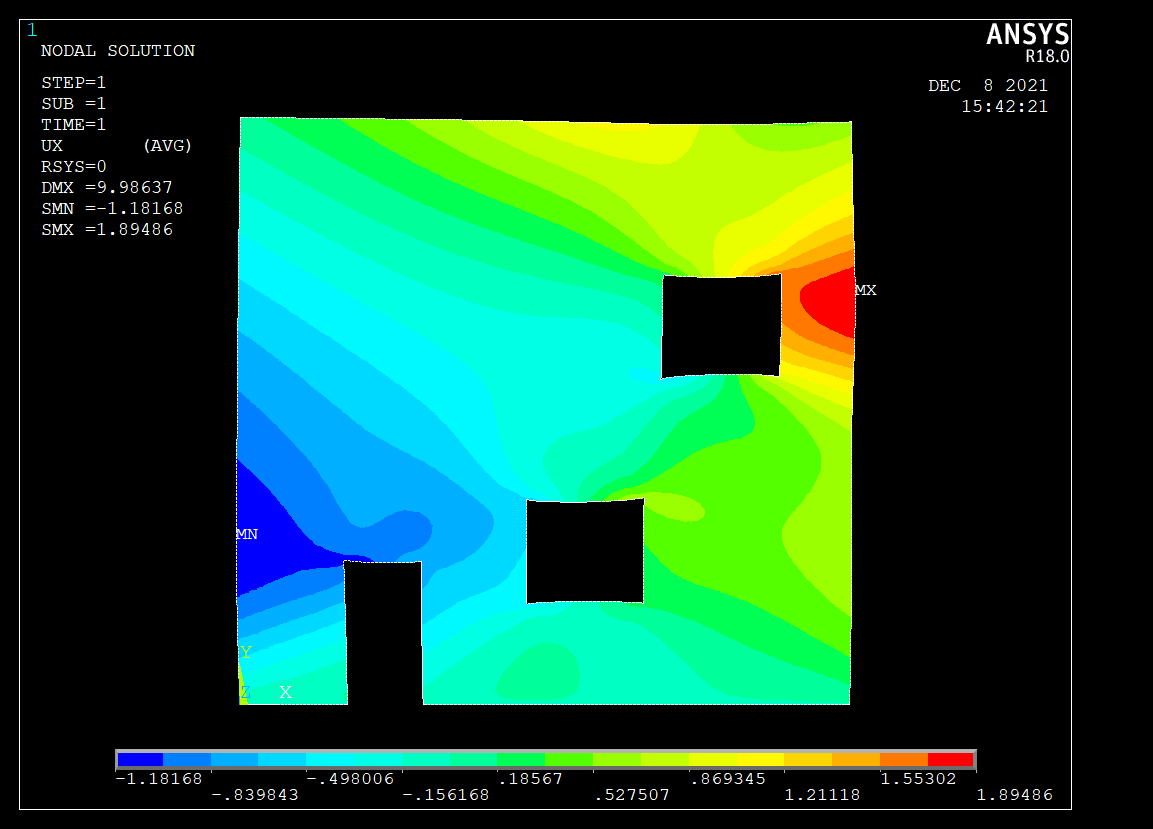 1
ANSYS
R18.0
NODAL SOLUTION
STEP=1
SUB =1
TIME=1
UX (AVG)
RSYS=0
DMX =9.98637
SMN =-1.18168
SMX =1.89486
DEC 8 2021
15:42:21
MX
MN
Y
Z X
-1.18168 -.498006 .18567 .869345 1.55302
-.839843 -.156168 .527507 1.21118 1.89486